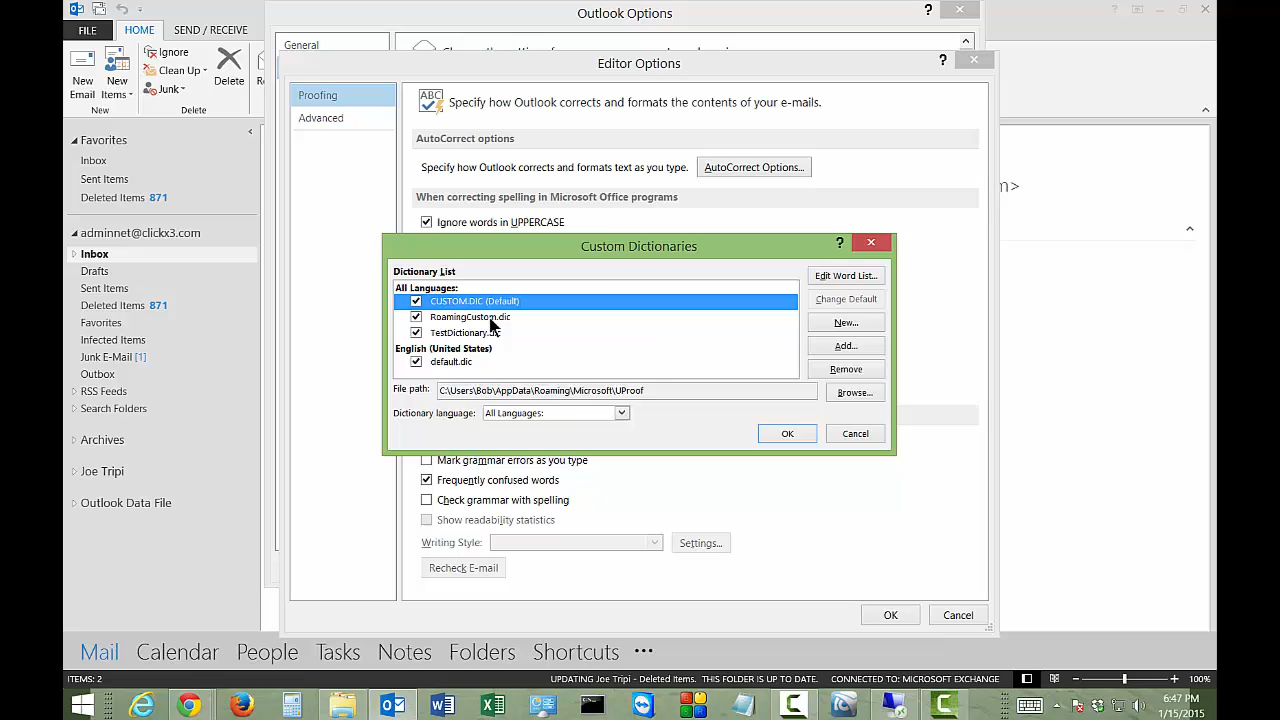 Outlook Options
?
FILE
HOME
SEND / RECEIVE
General
Editor Options
?
Ignore
Clean Up
Junk
New Email
New Items
Delete
New
Delete
Proofing
Advanced
ABC
Specify how Outlook corrects and formats the contents of your e-mails.
AutoCorrect options
Specify how Outlook corrects and formats text as you type.
AutoCorrect Options...
When correcting spelling in Microsoft Office programs
Ignore words in UPPERCASE
Favorites
Inbox
Sent Items
Deleted Items 871
adminnet@clickx3.com
Inbox
Drafts
Sent Items
Deleted Items 871
Favorites
Infected Items
Junk E-Mail [1]
Outbox
RSS Feeds
Search Folders
Archives
Joe Tripi
Outlook Data File
Custom Dictionaries
?
Dictionary List
All Languages:
CUSTOM.DIC (Default)
RoamingCustom.dic
TestDictionary.dic
English (United States)
default.dic
Edit Word List...
Change Default
New...
Add...
Remove
File path:
C:\Users\Bob\AppData\Roaming\Microsoft\UProof
Browse...
Dictionary language:
All Languages:
OK
Cancel
Mark grammar errors as you type
Frequently confused words
Check grammar with spelling
Show readability statistics
Writing Style:
Settings...
Recheck E-mail
OK
Cancel
Mail
Calendar
People
Tasks
Notes
Folders
Shortcuts
ITEMS: 2
UPDATING Joe Tripi - Deleted Items.
THIS FOLDER IS UP TO DATE.
CONNECTED TO: MICROSOFT EXCHANGE
100%
6:47 PM
1/15/2015